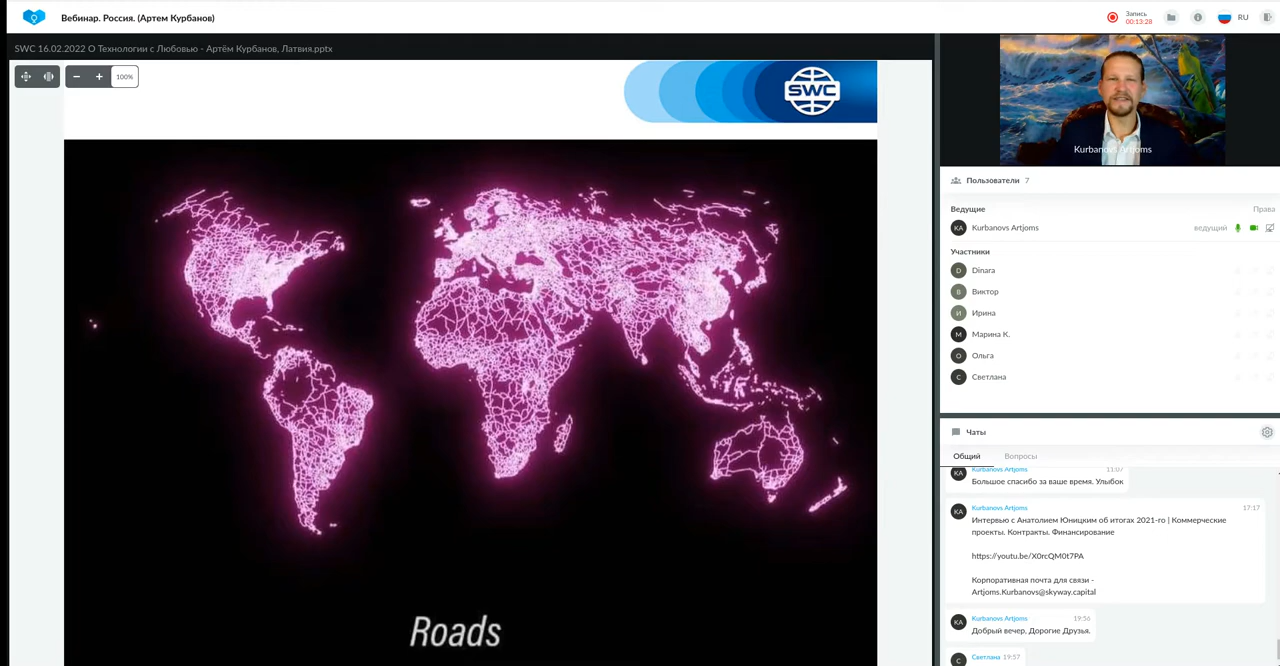 Вебинар. Россия. (Артем Курбанов)
Запись
00:13:28
RU
SWC 16.02.2022 О Технологии с Любовью - Артём Курбанов, Латвия.pptx
100%
SWC
Roads
Kurbanovs Artjoms
Пользователи 7
Ведущие
Права
KA Kurbanovs Artjoms
ведущий
Участники
D Dinara
В Виктор
И Ирина
М Марина К.
О Ольга
С Светлана
Чаты
Общий
Вопросы
KA Kurbanovs Artjoms 11:07
Большое спасибо за ваше время. Улыбок
KA Kurbanovs Artjoms 17:17
Интервью с Анатолием Юницким об итогах 2021-го | Коммерческие
проекты. Контракты. Финансирование
https://youtu.be/X0rcQM0t7PA
Корпоративная почта для связи -
Artjoms.Kurbanovs@skyway.capital
KA Kurbanovs Artjoms 19:56
Добрый вечер, Дорогие Друзья.
С Светлана 19:57